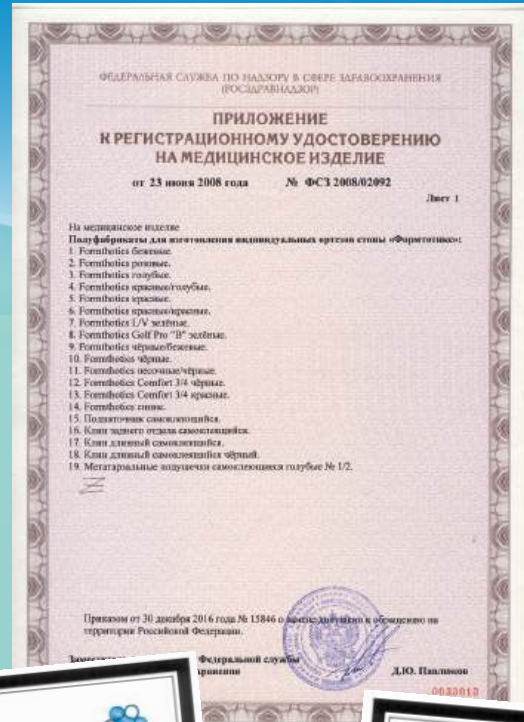 ФЕДЕРАЛЬНАЯ СЛУЖБА ПО НАДЗОРУ В СФЕРЕ ЗДРАВООХРАНЕНИЯ
(РОСЗДРАВНАДЗОР)
ПРИЛОЖЕНИЕ
К РЕГИСТРАЦИОННОМУ УДОСТОВЕРЕНИЮ
НА МЕДИЦИНСКОЕ ИЗДЕЛИЕ
от 23 июня 2008 года № ФСЗ 2008/02092
Лист 1
На медицинское изделие
Полуфабрикаты для изготовления индивидуальных ортезов стопы «Формтотикс»:
1. Formthotics бежевые.
2. Formthotics розовые.
3. Formthotics голубые.
4. Formthotics красные/голубые.
5. Formthotics красные.
6. Formthotics красные/красные.
7. Formthotics L/V зелёные.
8. Formthotics Golf Pro "B" зелёные.
9. Formthotics чёрные/бежевые.
10. Formthotics чёрные.
11. Formthotics песочные/чёрные.
12. Formthotics Comfort 3/4 чёрные.
13. Formthotics Comfort 3/4 красные.
14. Formthotics синие.
15. Подпяточник самоклеющийся.
16. Клин заднего отдела самоклеящийся.
17. Клин длинный самоклеящийся.
18. Клин длинный самоклеящийся чёрный.
19. Метатарзальные подушечки самоклеющиеся голубые № 1/2.
Приказом от 30 декабря 2016 года № 15846 допущено к обращению на
территории Российской Федерации.
Федеральной службы
Д.Ю. Павлюков